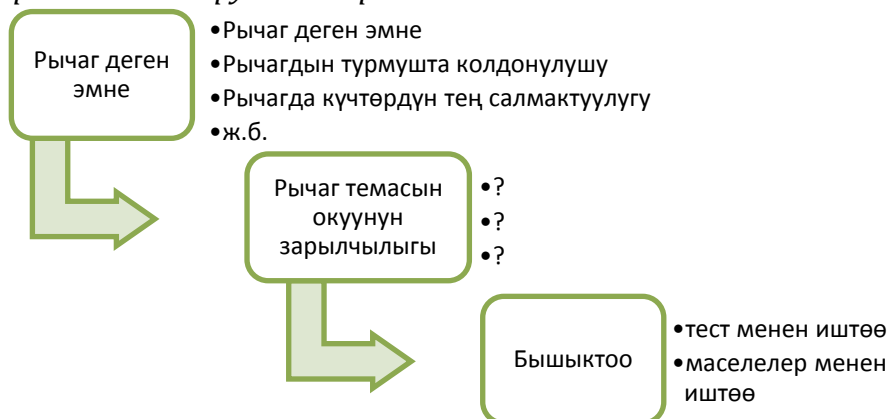 Рычаг деген
эмне
•Рычаг деген эмне
•Рычагдын турмушта колдонулушу
•Рычагда күчтөрдүн тең салмактуулугу
•ж.б.
Рычаг темасын
окуунун
зарылчылыгы
•?
•?
•?
Бышыктоо
•тест менен иштөө
•маселелер менен
иштөө